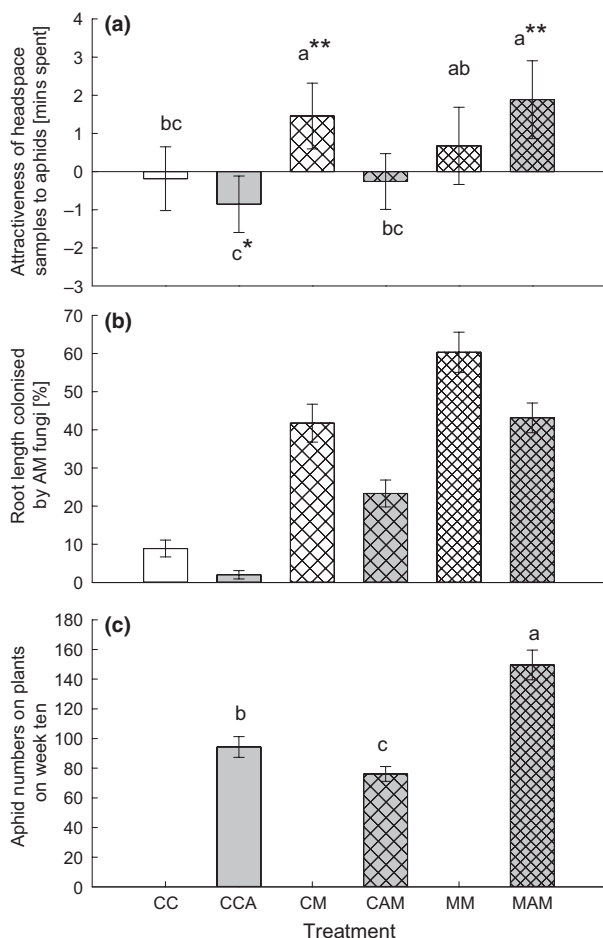 (a)
Attractiveness of headspace
samples to aphids [mins spent]
4
3
2
1
0
−1
−2
−3
bc
c*
a**
bc
ab
a**
(b)
Root length colonised
by AM fungi [%]
70
60
50
40
30
20
10
0
(c)
Aphid numbers on plants
on week ten
180
160
140
120
100
80
60
40
20
0
b
c
a
CC CCA CM CAM MM MAM
Treatment